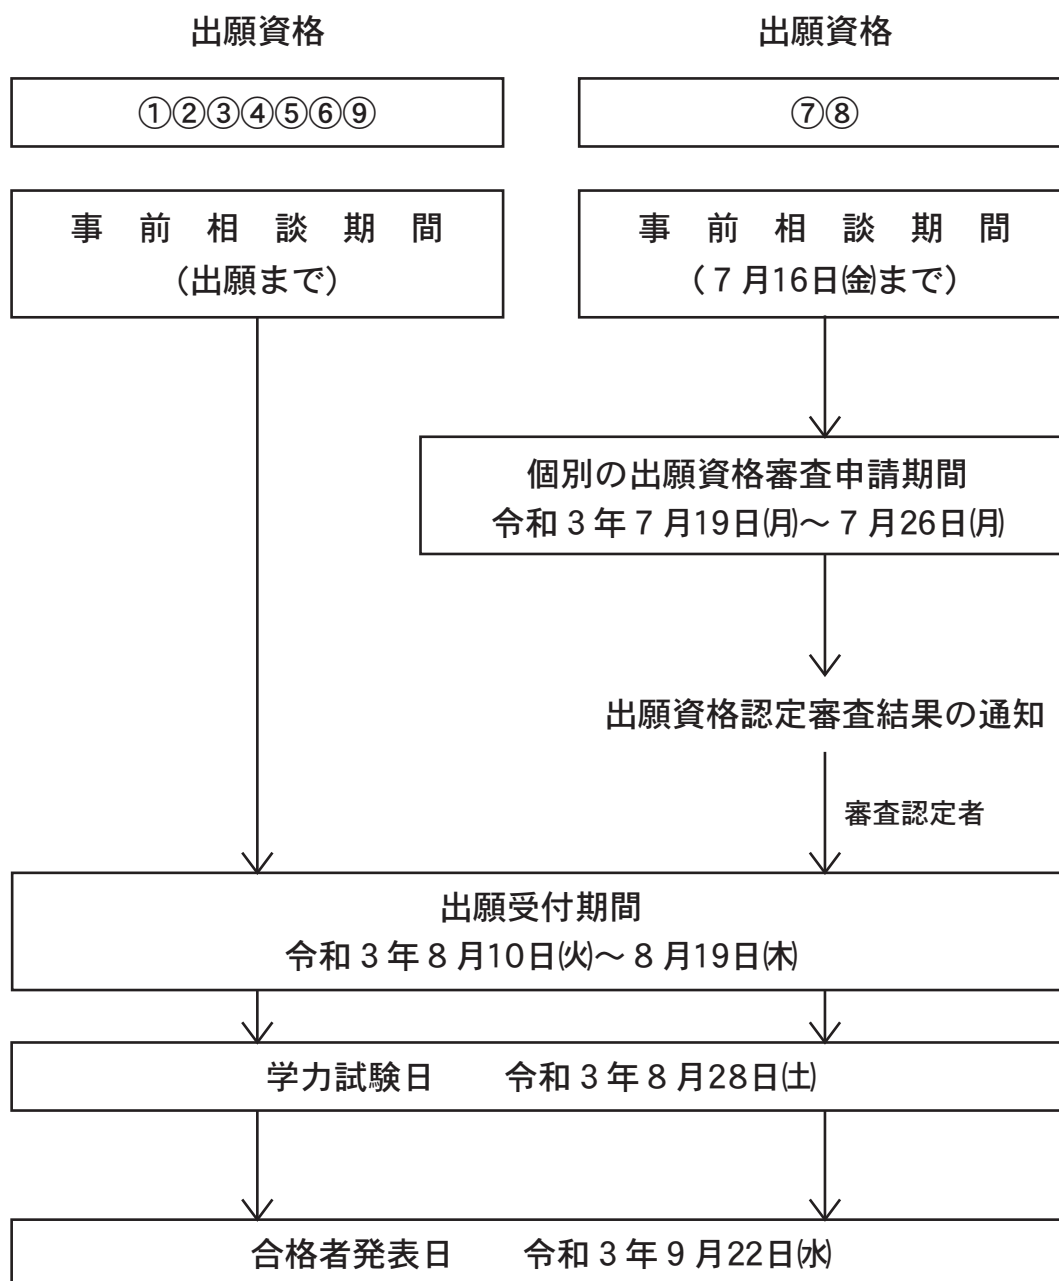 出願資格
出願資格
①②③④⑤⑥⑨
⑦⑧
事前相談期間
(出願まで)
事前相談期間
(7月16日㈮まで)
個別の出願資格審査申請期間
令和3年7月19日㈪～7月26日㈪
出願資格認定審査結果の通知
審査認定者
出願受付期間
令和3年8月10日㈫～8月19日㈭
学力試験日 令和3年8月28日㈯
合格者発表日 令和3年9月22日㈬